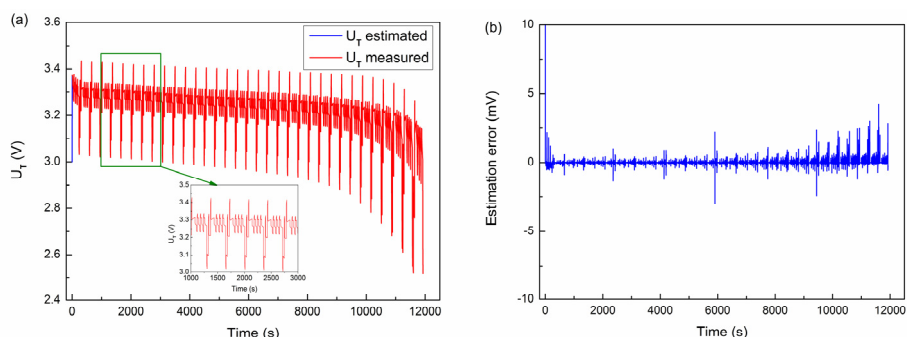 (a)
3.6
3.4
3.2
3.0
2.8
2.6
2.4
U_T (V)
U_T estimated
U_T measured
3.5
3.4
3.3
3.2
3.1
3.0
U_T (V)
1000 1500 2000 2500 3000
Time (s)
0 2000 4000 6000 8000 10000 12000
Time (s)
(b)
10
5
0
-5
-10
Estimation error (mV)
0 2000 4000 6000 8000 10000 12000
Time (s)